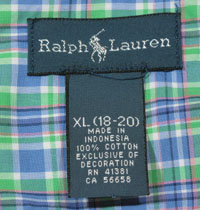 Ralph Lauren
XL (18-20)
MADE IN
INDONESIA
100% COTTON
EXCLUSIVE OF
DECORATION
RN 41381
CA 56658